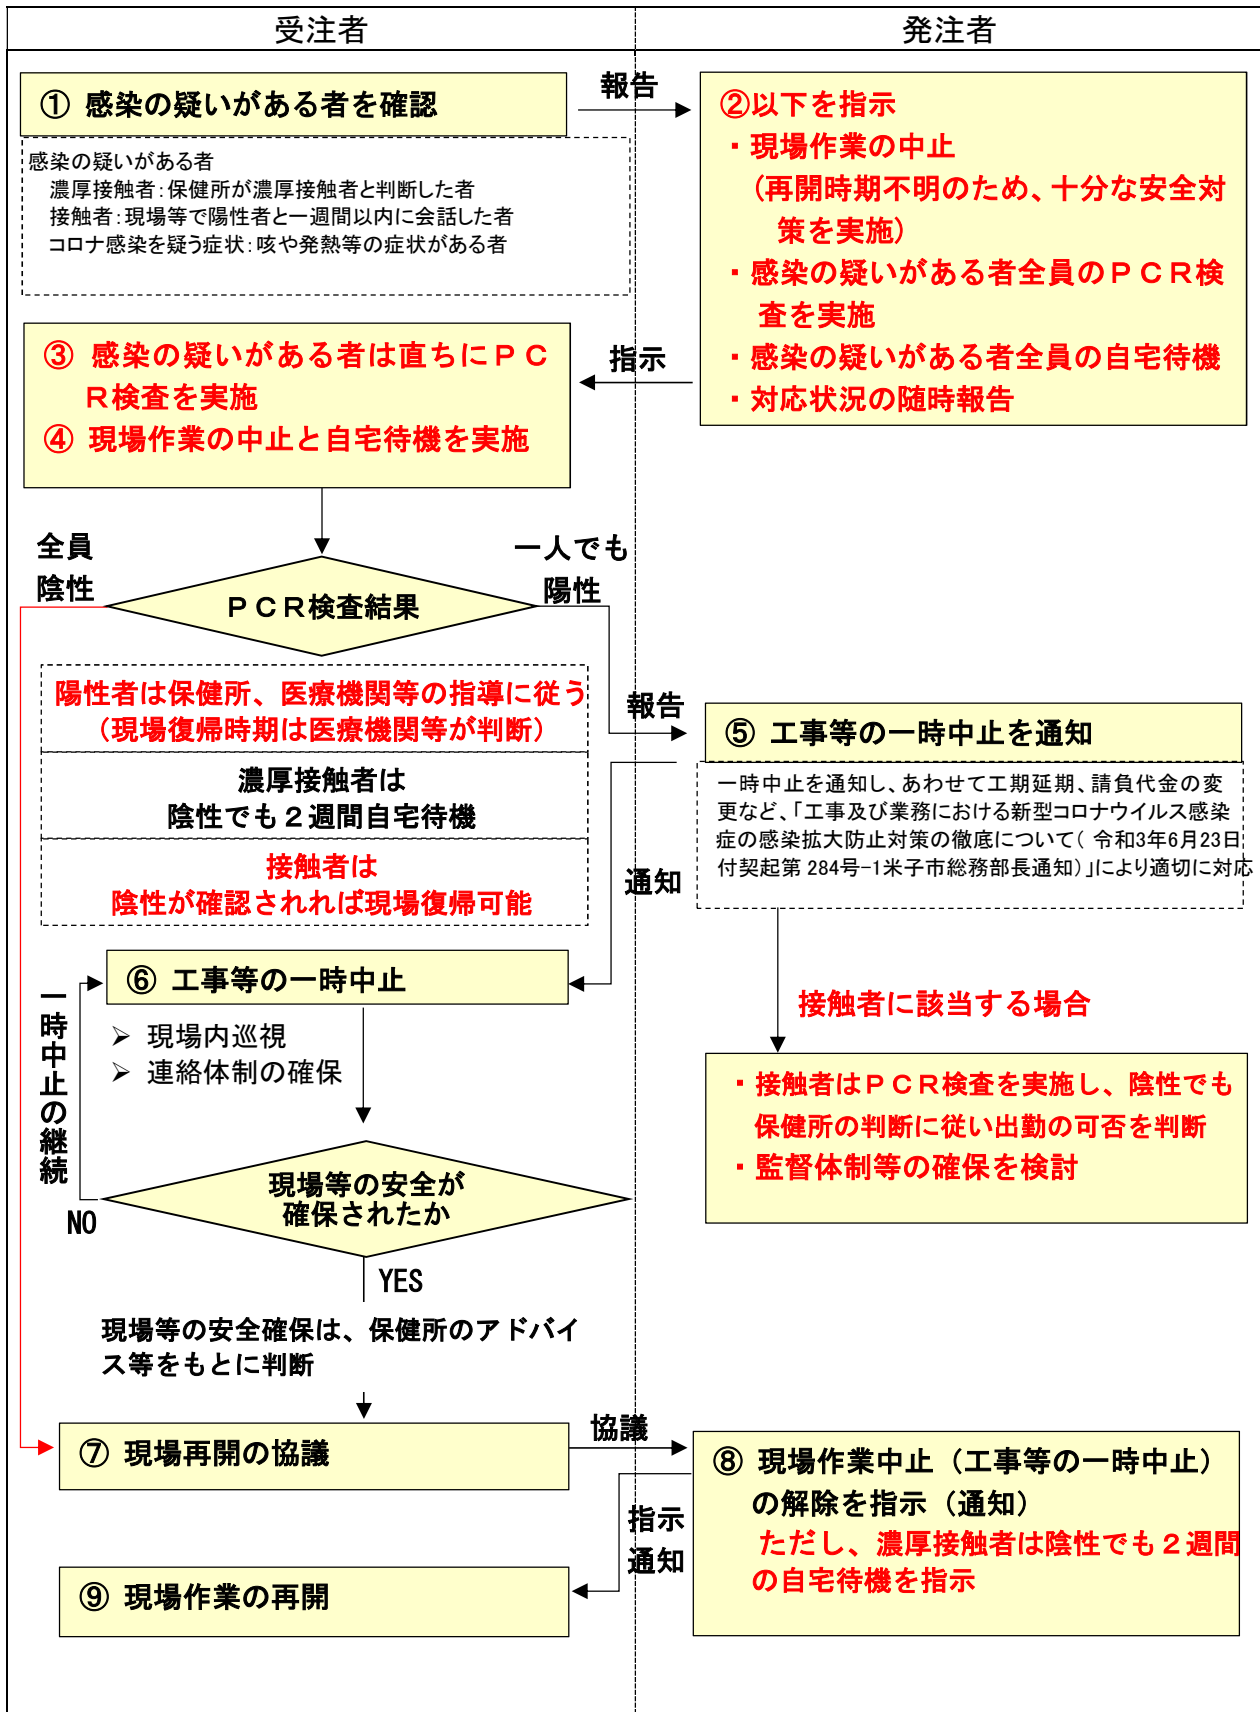 受注者
発注者
① 感染の疑いがある者を確認
報告
感染の疑いがある者
濃厚接触者：保健所が濃厚接触者と判断した者
接触者：現場等で陽性者と一週間以内に会話した者
コロナ感染を疑う症状：咳や発熱等の症状がある者
②以下を指示
・現場作業の中止
(再開時期不明のため、十分な安全対
策を実施)
・感染の疑いがある者全員のＰＣＲ検
査を実施
・感染の疑いがある者全員の自宅待機
・対応状況の随時報告
指示
③ 感染の疑いがある者は直ちにＰＣ
Ｒ検査を実施
④ 現場作業の中止と自宅待機を実施
全員
陰性
一人でも
陽性
ＰＣＲ検査結果
陽性者は保健所、医療機関等の指導に従う
（現場復帰時期は医療機関等が判断）
濃厚接触者は
陰性でも２週間自宅待機
接触者は
陰性が確認されれば現場復帰可能
報告
⑤ 工事等の一時中止を通知
一時中止を通知し、あわせて工期延期、請負代金の変
更など、「工事及び業務における新型コロナウイルス感染
症の感染拡大防止対策の徹底について（ 令和3年6月23日
付契起第 284号-1米子市総務部長通知）」により適切に対応
通知
⑥ 工事等の一時中止
➢ 現場内巡視
➢ 連絡体制の確保
一時中止の継続
接触者に該当する場合
・接触者はＰＣＲ検査を実施し、陰性でも
保健所の判断に従い出勤の可否を判断
・監督体制等の確保を検討
現場等の安全が
確保されたか
NO
YES
現場等の安全確保は、保健所のアドバイ
ス等をもとに判断
⑦ 現場再開の協議
協議
⑧ 現場作業中止（工事等の一時中止）
の解除を指示（通知）
ただし、濃厚接触者は陰性でも２週間
の自宅待機を指示
指示
通知
⑨ 現場作業の再開